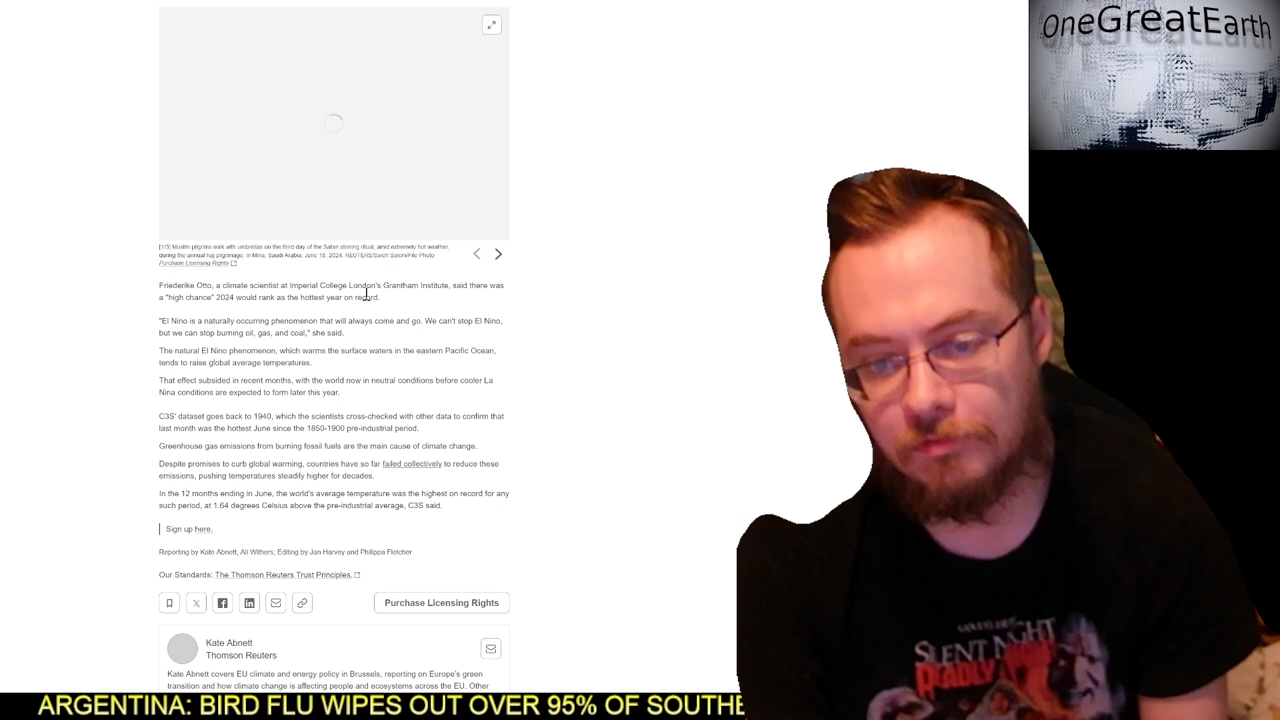 OneGreatEarth
[1/3] Muslim pilgrims walk with umbrellas on the third day of the Satan stoning ritual, amid extremely hot weather,
during the annual haj pilgrimage, in Mina, Saudi Arabia, June 18, 2024. REUTERS/Saleh Salem/File Photo
Purchase Licensing Rights
Friederike Otto, a climate scientist at Imperial College London's Grantham Institute, said there was
a "high chance" 2024 would rank as the hottest year on record.
"El Nino is a naturally occurring phenomenon that will always come and go. We can't stop El Nino,
but we can stop burning oil, gas, and coal," she said.
The natural El Nino phenomenon, which warms the surface waters in the eastern Pacific Ocean,
tends to raise global average temperatures.
That effect subsided in recent months, with the world now in neutral conditions before cooler La
Nina conditions are expected to form later this year.
C3S' dataset goes back to 1940, which the scientists cross-checked with other data to confirm that
last month was the hottest June since the 1850-1900 pre-industrial period.
Greenhouse gas emissions from burning fossil fuels are the main cause of climate change.
Despite promises to curb global warming, countries have so far failed collectively to reduce these
emissions, pushing temperatures steadily higher for decades.
In the 12 months ending in June, the world's average temperature was the highest on record for any
such period, at 1.64 degrees Celsius above the pre-industrial average, C3S said.
Sign up here.
Reporting by Kate Abnett, Ali Withers; Editing by Jan Harvey and Philippa Fletcher
Our Standards: The Thomson Reuters Trust Principles.
Purchase Licensing Rights
Kate Abnett
Thomson Reuters
Kate Abnett covers EU climate and energy policy in Brussels, reporting on Europe's green
transition and how climate change is affecting people and ecosystems across the EU. Other
SILENT NIGHT
DEADLY
ARGENTINA: BIRD FLU WIPES OUT OVER 95% OF SOUTHE